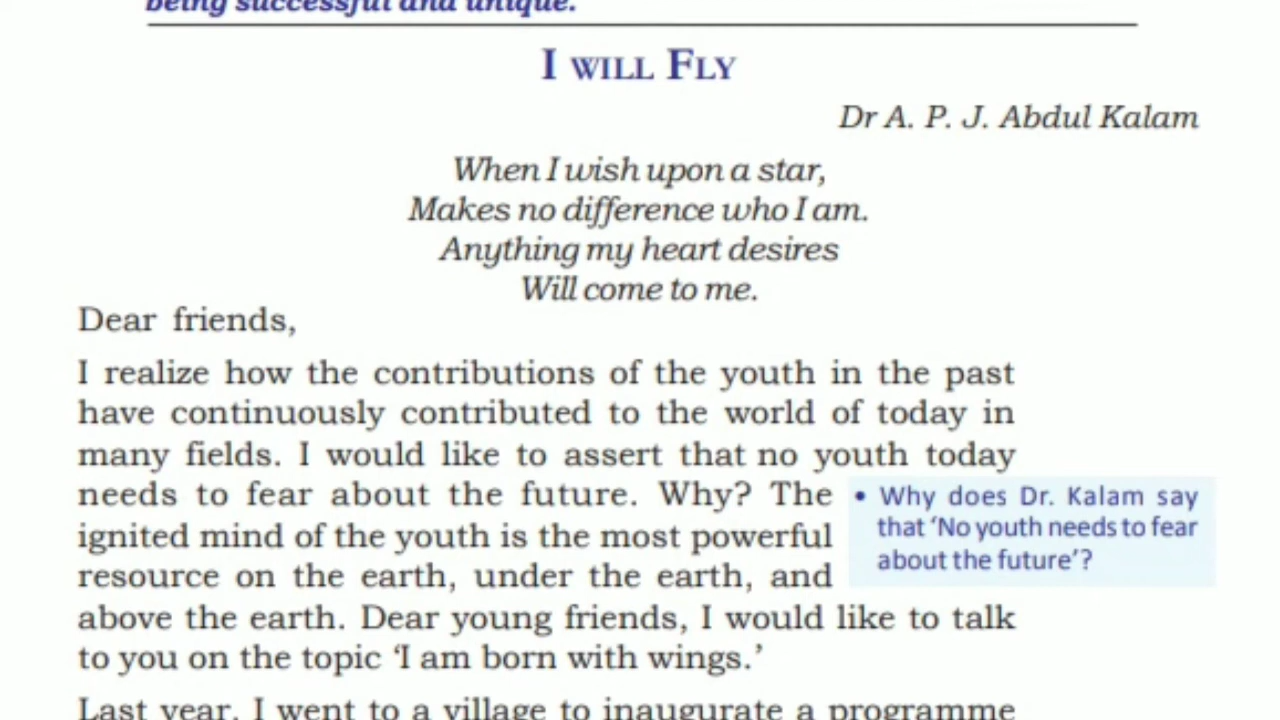 being successful and unique.
I WILL FLY
Dr A. P. J. Abdul Kalam
When I wish upon a star,
Makes no difference who I am.
Anything my heart desires
Will come to me.
Dear friends,
I realize how the contributions of the youth in the past
have continuously contributed to the world of today in
many fields. I would like to assert that no youth today
needs to fear about the future. Why? The
ignited mind of the youth is the most powerful
resource on the earth, under the earth, and
above the earth. Dear young friends, I would like to talk
to you on the topic ‘I am born with wings.’
• Why does Dr. Kalam say
that ‘No youth needs to fear
about the future’?
Last year, I went to a village to inaugurate a programme